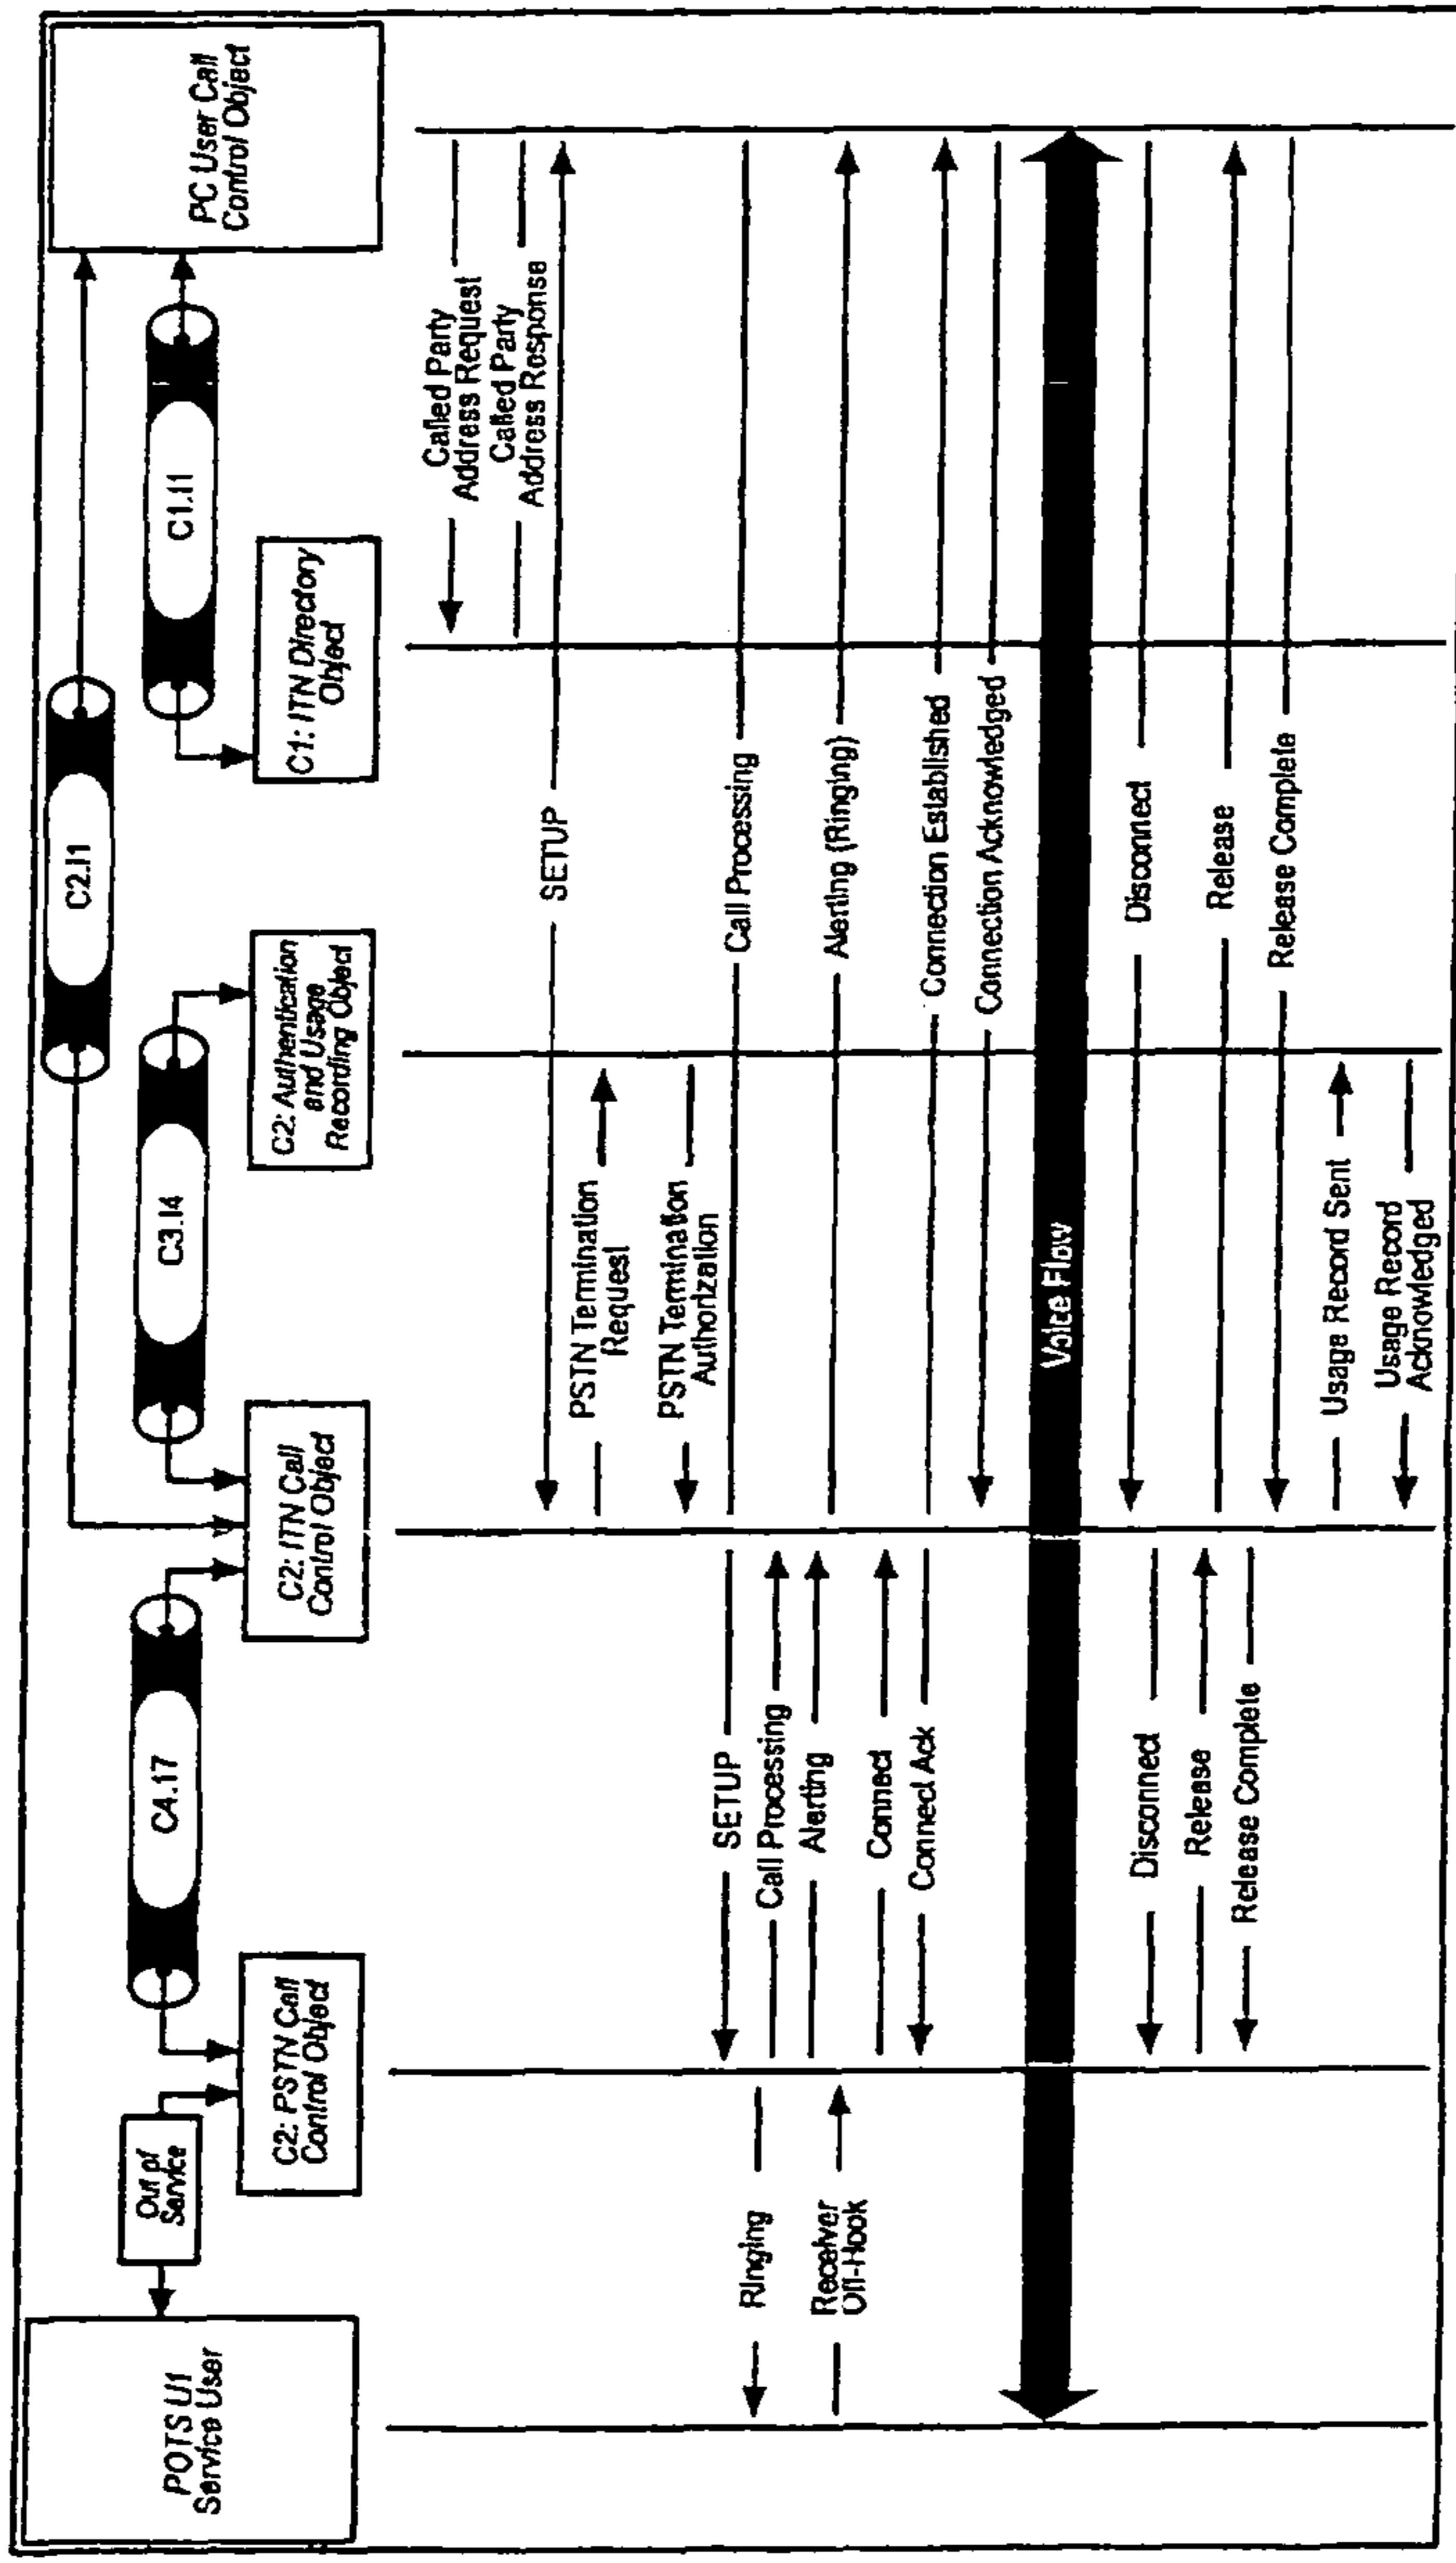 POTS U1
Service User
Out of
Service
C2: PSTN Call
Control Object
C4.17
C2: ITN Call
Control Object
C3.I4
C2: Authentication
and Usage
Recording Object
C2.I1
C1: ITN Directory
Object
C1.I1
PC User Call
Control Object
Called Party
Address Request
Called Party
Address Response
SETUP
PSTN Termination
Request
PSTN Termination
Authorization
SETUP
Call Processing
Ringing
Call Processing
Alerting
Alerting (Ringing)
Receiver
Off-Hook
Connect
Connection Established
Connect Ack
Connection Acknowledged
Voice Flow
Disconnect
Disconnect
Release
Release
Release Complete
Release Complete
Usage Record Sent
Usage Record
Acknowledged